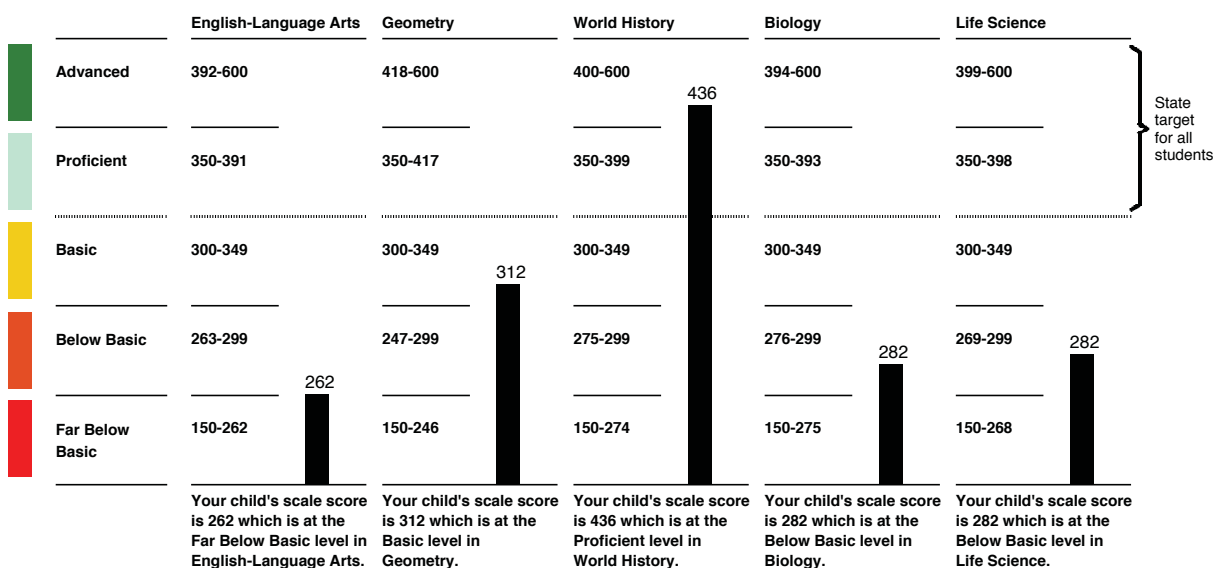 English-Language Arts Geometry World History Biology Life Science
Advanced 392-600 418-600 400-600 394-600 399-600
436
State
target
for all
students
Proficient 350-391 350-417 350-399 350-393 350-398
Basic 300-349 300-349 300-349 300-349 300-349
312
Below Basic 263-299 247-299 275-299 276-299 269-299
282 282
262
Far Below
Basic
150-262 150-246 150-274 150-275 150-268
Your child's scale score
is 262 which is at the
Far Below Basic level in
English-Language Arts.
Your child's scale score
is 312 which is at the
Basic level in
Geometry.
Your child's scale score
is 436 which is at the
Proficient level in
World History.
Your child's scale score
is 282 which is at the
Below Basic level in
Biology.
Your child's scale score
is 282 which is at the
Below Basic level in
Life Science.